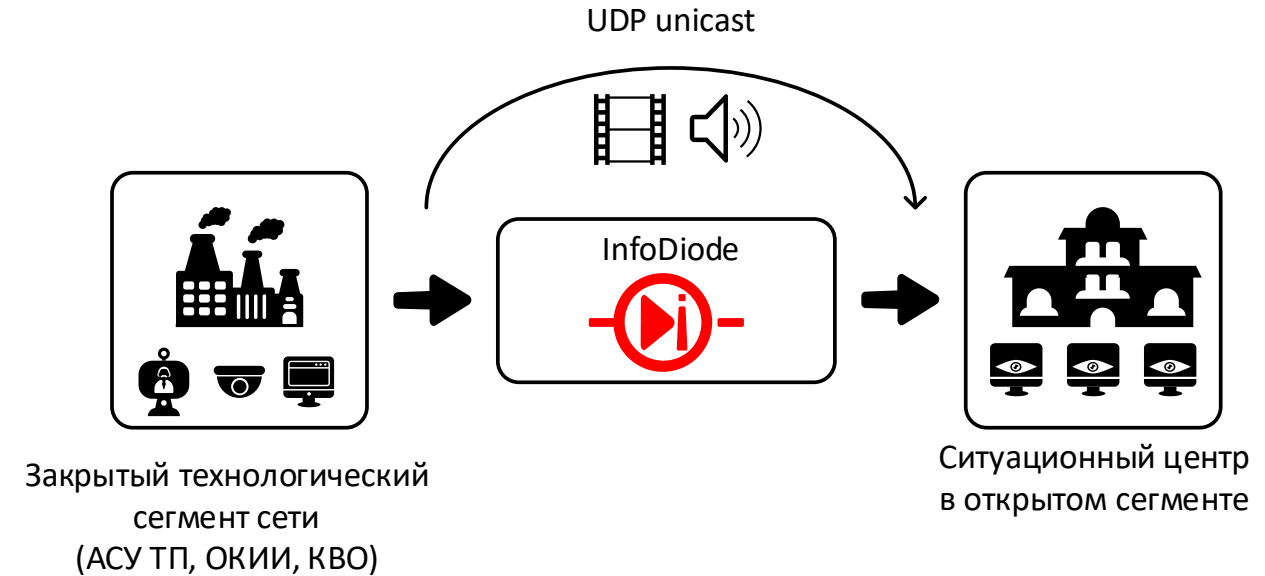 UDP unicast
InfoDiode
Закрытый технологический
сегмент сети
(АСУ ТП, ОКИИ, КВО)
Ситуационный центр
в открытом сегменте